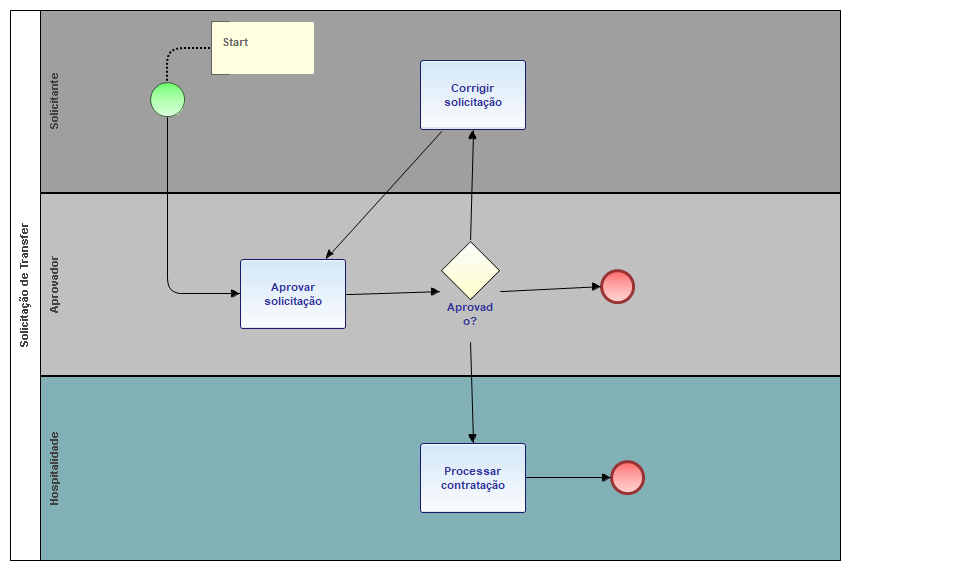 Solicitação de Transfer
Solicitante
Start
Corrigir
solicitação
Aprovador
Aprovar
solicitação
Aprovad
o?
Hospitalidade
Processar
contratação